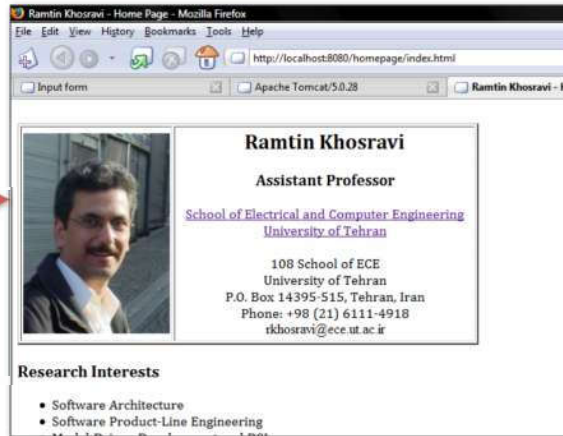 Ramtin Khosravi - Home Page - Mozilla Firefox
File Edit View History Bookmarks Tools Help
http://localhost:8080/homepage/index.html
Input form
Apache Tomcat/5.0.28
Ramtin Khosravi -
Ramtin Khosravi
Assistant Professor
School of Electrical and Computer Engineering
University of Tehran
108 School of ECE
University of Tehran
P.O. Box 14395-515, Tehran, Iran
Phone: +98 (21) 6111-4918
rkhosravi@ece.ut.ac.ir
Research Interests
• Software Architecture
• Software Product-Line Engineering